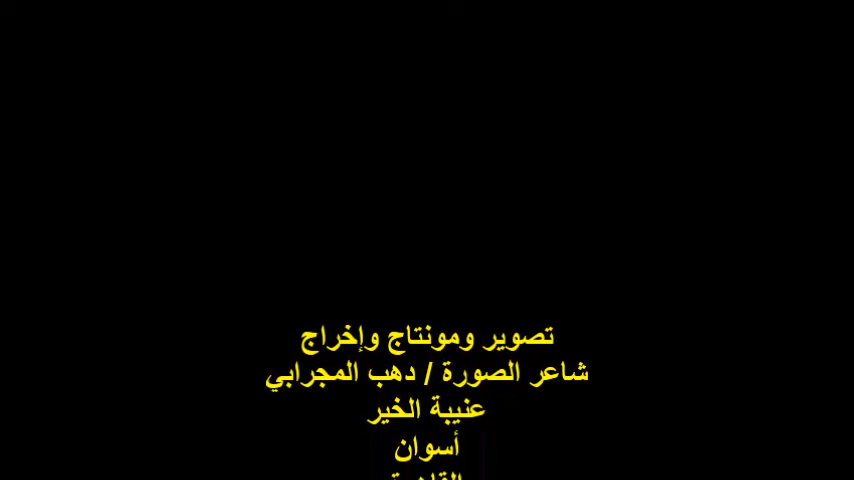 تصوير ومونتاج وإخراج
شاعر الصورة / دهب المجرابي
عنيبة الخير
أسوان